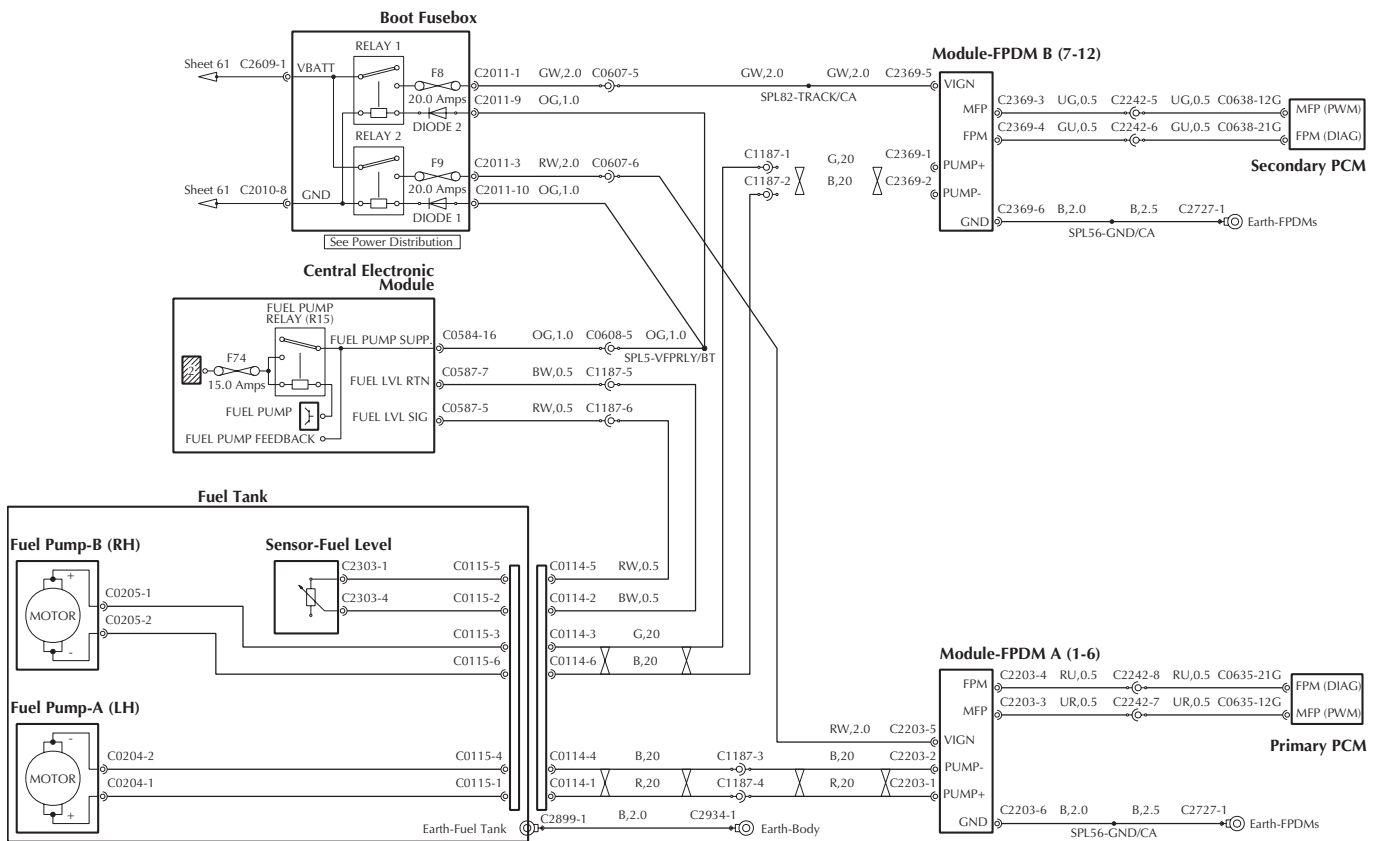 Boot Fusebox
RELAY 1
Sheet 61 C2609-1 VBATT
F8
20.0 Amps
DIODE 2
C2011-1 GW,2.0 C0607-5 GW,2.0 GW,2.0 C2369-5
SPL82-TRACK/CA
C2011-9 OG,1.0
RELAY 2
F9
20.0 Amps
DIODE 1
C2011-3 RW,2.0 C0607-6
C2011-10 OG,1.0
Sheet 61 C2010-8 GND
See Power Distribution
Module-FPDM B (7-12)
VIGN
MFP C2369-3 UG,0.5 C2242-5 UG,0.5 C0638-12G MFP (PWM)
FPM C2369-4 GU,0.5 C2242-6 GU,0.5 C0638-21G FPM (DIAG)
Secondary PCM
C1187-1 G,20 C2369-1 PUMP+
C1187-2 B,20 C2369-2 PUMP-
GND C2369-6 B,2.0 B,2.5 C2727-1 Earth-FPDMs
SPL56-GND/CA
Central Electronic
Module
FUEL PUMP
RELAY (R15)
FUEL PUMP SUPP. C0584-16 OG,1.0 C0608-5 OG,1.0
SPL5-VFPRLY/BT
2
F74
15.0 Amps
FUEL LVL RTN C0587-7 BW,0.5 C1187-5
FUEL PUMP
FUEL LVL SIG C0587-5 RW,0.5 C1187-6
FUEL PUMP FEEDBACK
Fuel Tank
Fuel Pump-B (RH)
Sensor-Fuel Level
+
MOTOR
-
C0205-1
C0205-2
C2303-1 C0115-5 C0114-5 RW,0.5
C2303-4 C0115-2 C0114-2 BW,0.5
C0115-3 C0114-3 G,20
C0115-6 C0114-6 B,20
Fuel Pump-A (LH)
-
MOTOR
+
C0204-2 C0115-4 C0114-4 B,20 C1187-3 B,20 C2203-2 PUMP-
C0204-1 C0115-1 C0114-1 R,20 C1187-4 R,20 C2203-1 PUMP+
Earth-Fuel Tank C2899-1 B,2.0 C2934-1 Earth-Body
Module-FPDM A (1-6)
FPM C2203-4 RU,0.5 C2242-8 RU,0.5 C0635-21G FPM (DIAG)
MFP C2203-3 UR,0.5 C2242-7 UR,0.5 C0635-12G MFP (PWM)
Primary PCM
RW,2.0 C2203-5 VIGN
GND C2203-6 B,2.0 B,2.5 C2727-1 Earth-FPDMs
SPL56-GND/CA